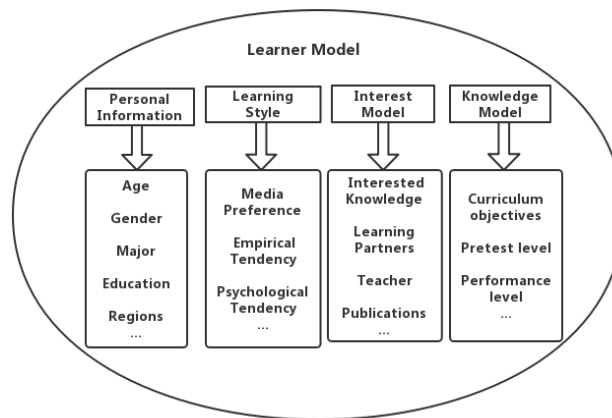 Learner Model
Personal
Information
Learning
Style
Interest
Model
Knowledge
Model
Age
Gender
Major
Education
Regions
...
Media
Preference
Empirical
Tendency
Psychological
Tendency
...
Interested
Knowledge
Learning
Partners
Teacher
Publications
...
Curriculum
objectives
Pretest level
Performance
level
...